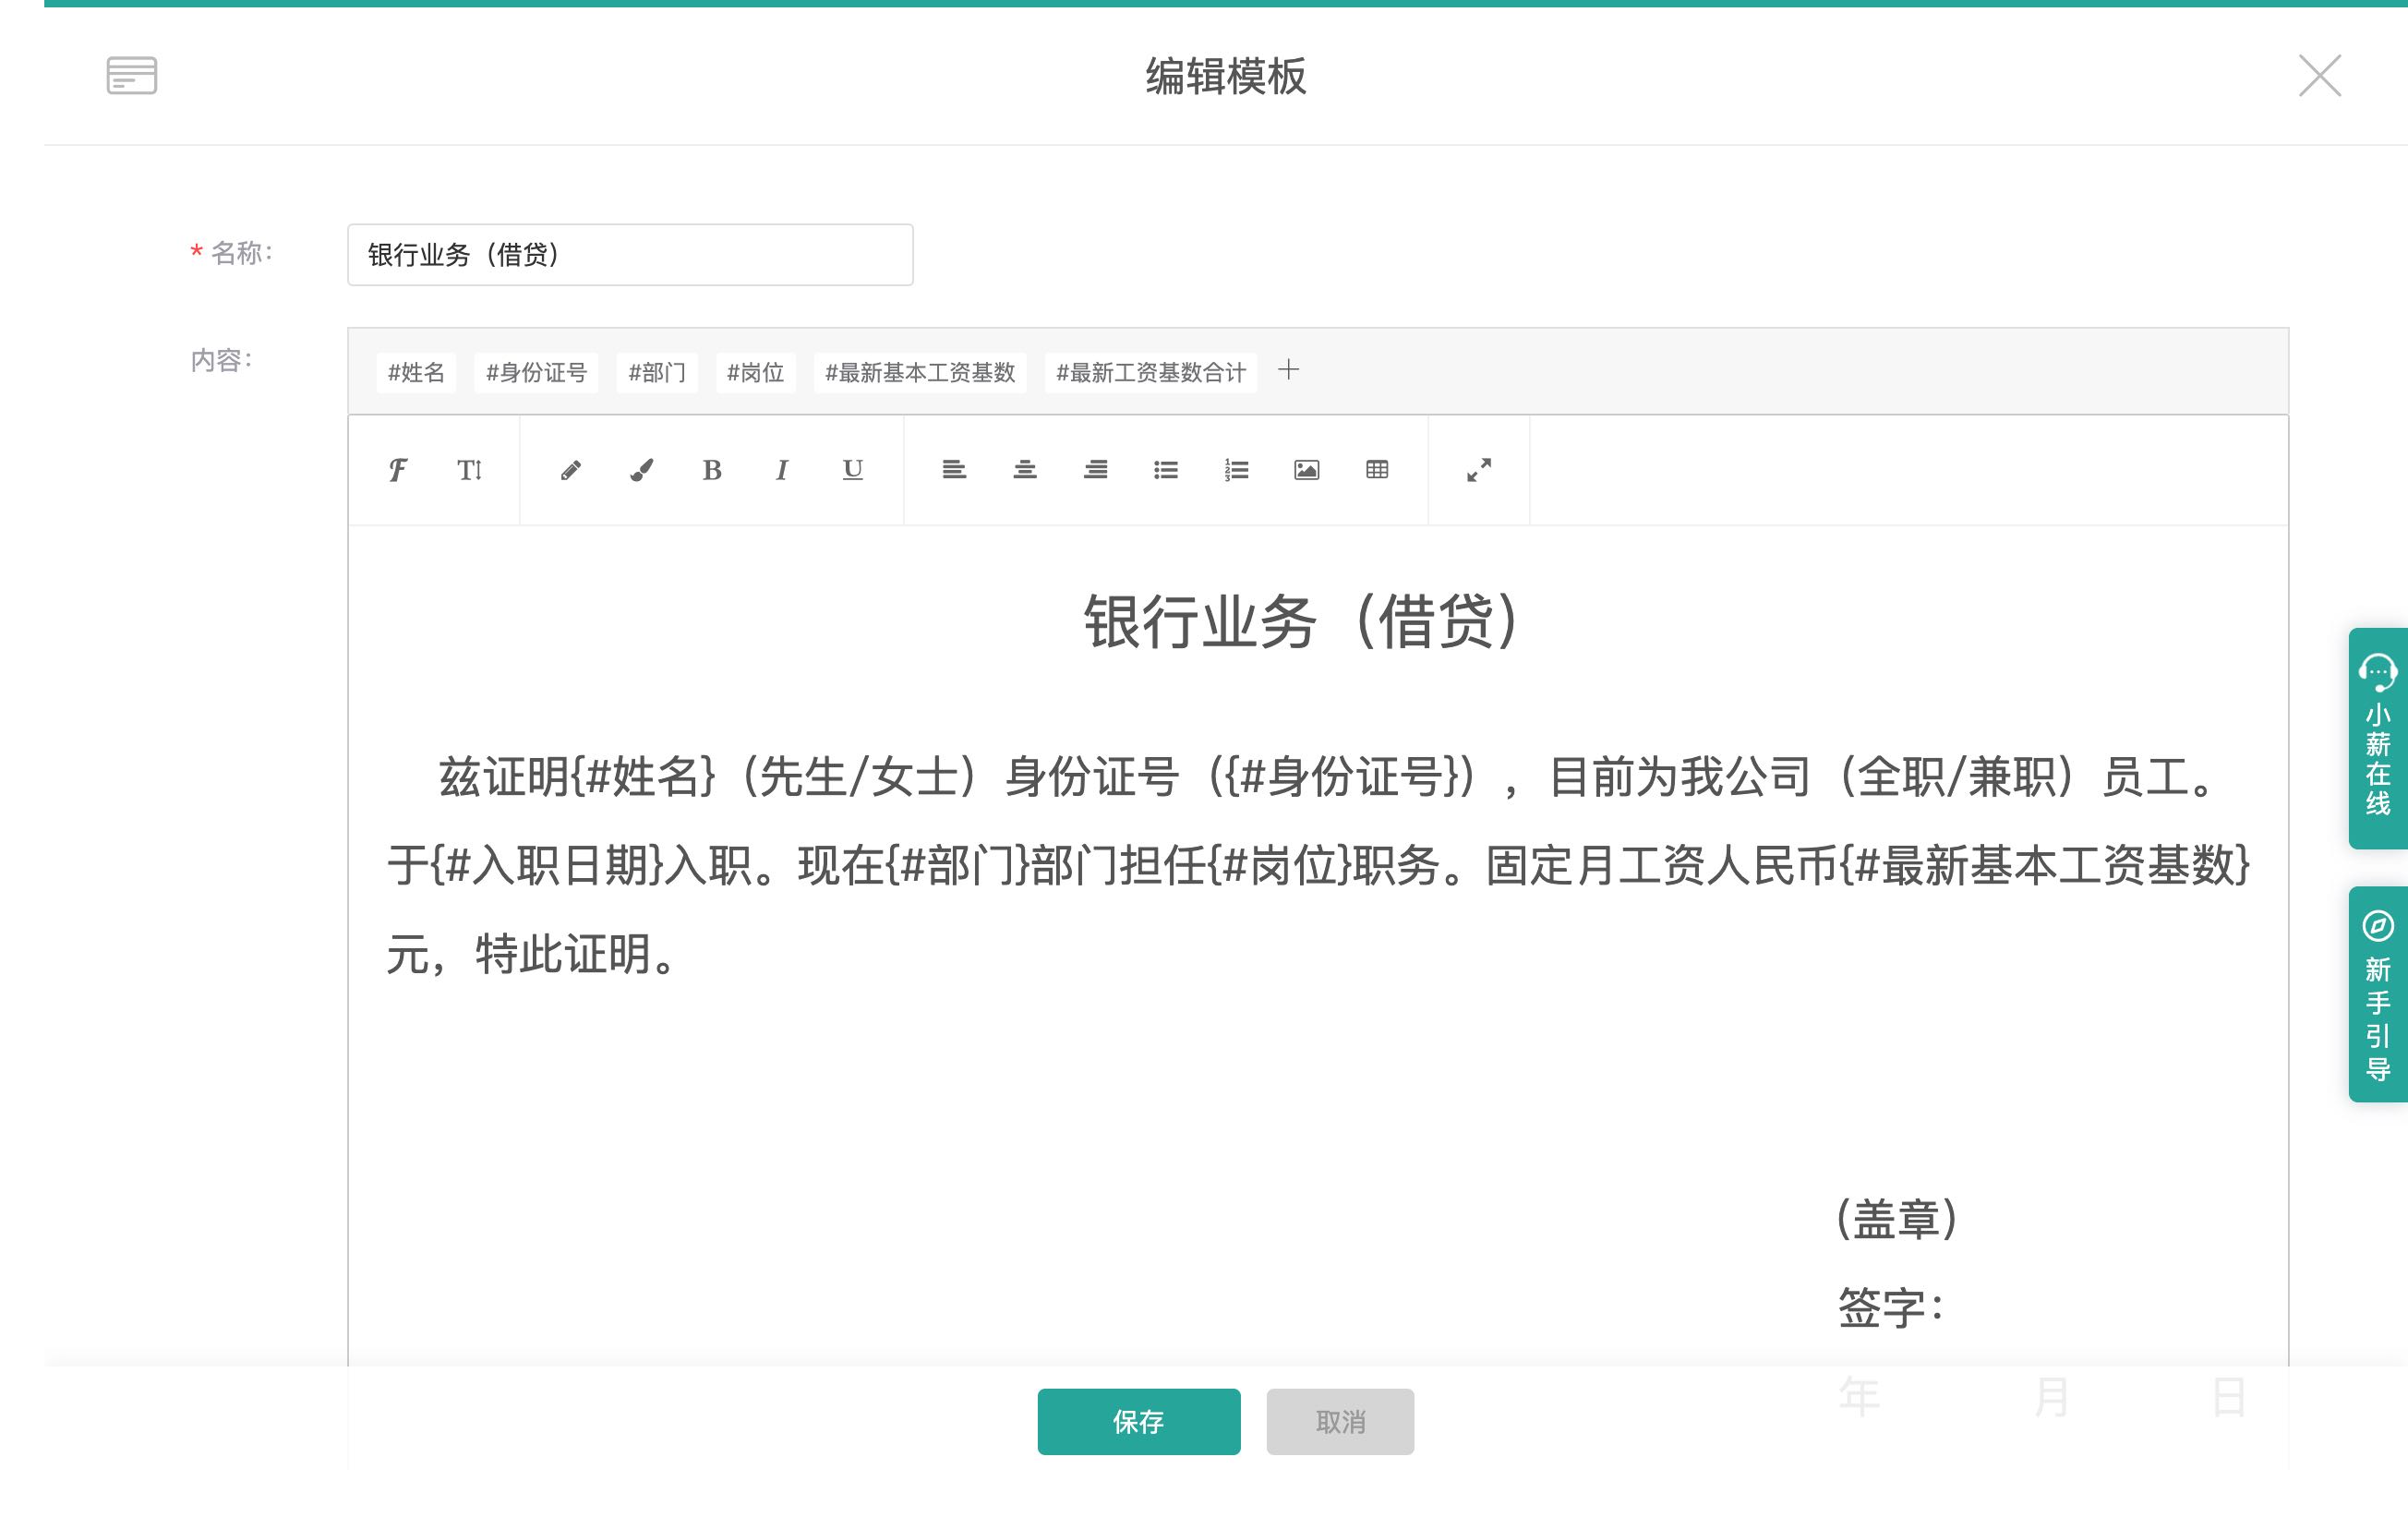 编辑模板
* 名称：
银行业务（借贷）
内容：
#姓名 #身份证号 #部门 #岗位 #最新基本工资基数 #最新工资基数合计
银行业务（借贷）
兹证明{#姓名}（先生/女士）身份证号（{#身份证号}），目前为我公司（全职/兼职）员工。
于{#入职日期}入职。现在{#部门}部门担任{#岗位}职务。固定月工资人民币{#最新基本工资基数}
元，特此证明。
（盖章）
签字：
年 月 日
保存 取消
小薪在线
新手引导